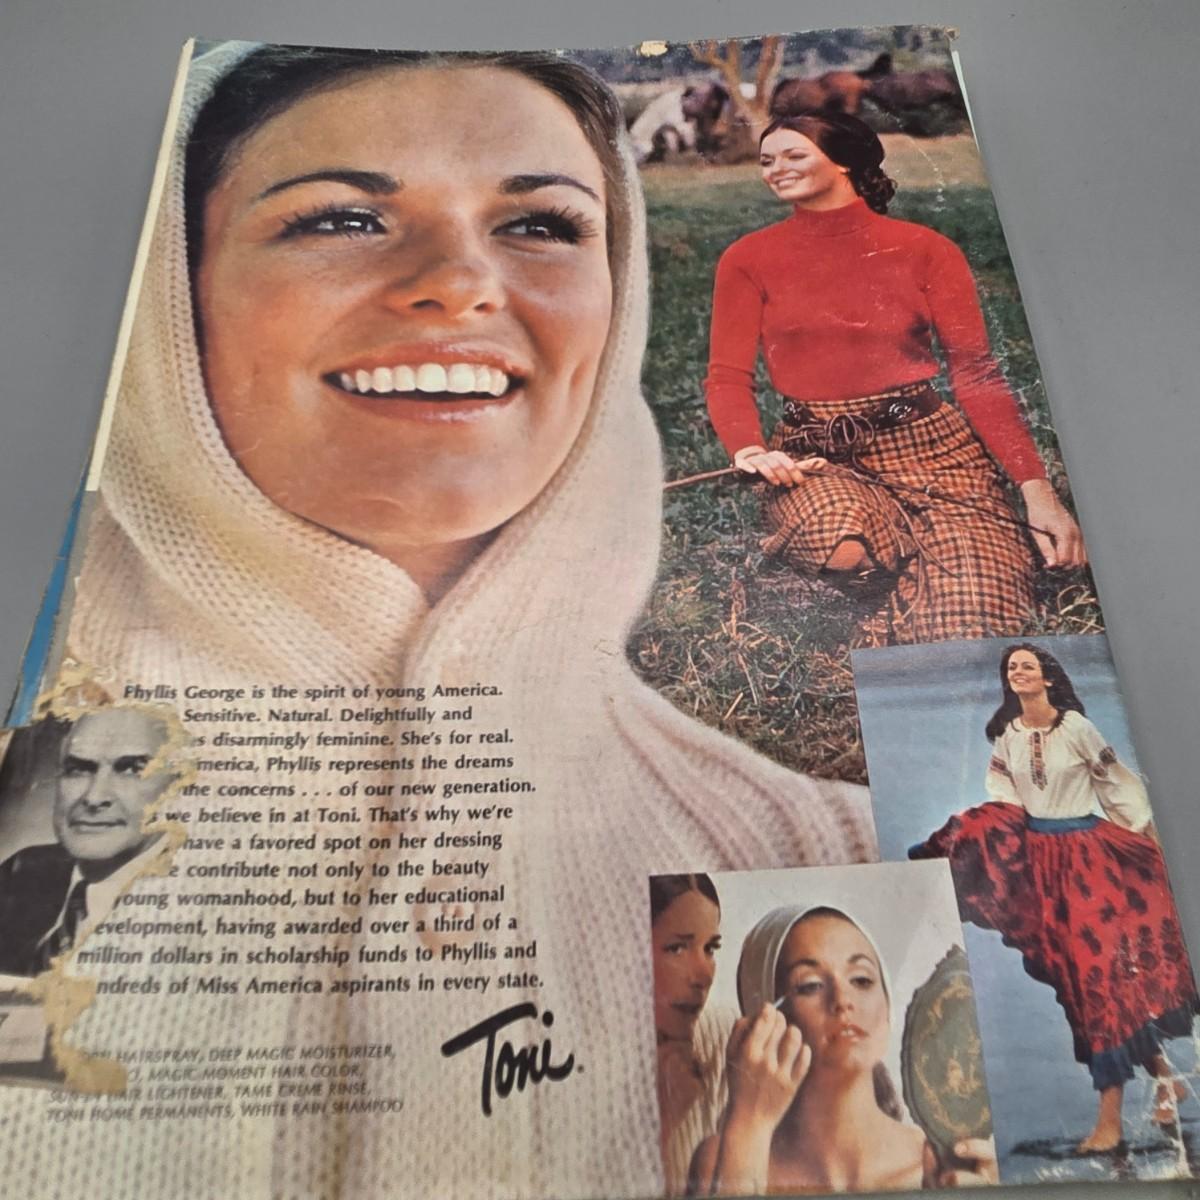 Phyllis George is the spirit of young America.
Sensitive. Natural. Delightfully and
s disarmingly feminine. She's for real.
merica, Phyllis represents the dreams
the concerns . . . of our new generation.
s we believe in at Toni. That's why we're
have a favored spot on her dressing
e contribute not only to the beauty
young womanhood, but to her educational
evelopment, having awarded over a third of a
million dollars in scholarship funds to Phyllis and
ndreds of Miss America aspirants in every state.
Toni.
HAIRSPRAY, DEEP MAGIC MOISTURIZER,
O, MAGIC MOMENT HAIR COLOR,
HAIR LIGHTENER, TAME CREME RINSE,
TONI HOME PERMANENTS, WHITE RAIN SHAMPOO